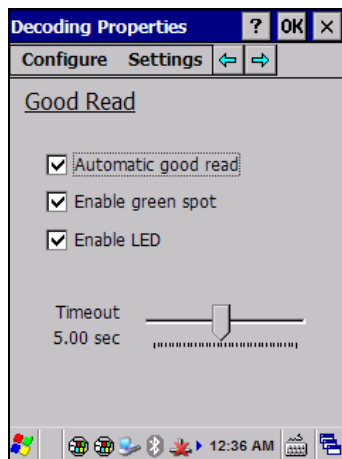 Decoding Properties ? OK ×
Configure Settings
Good Read
Automatic good read
Enable green spot
Enable LED
Timeout
5.00 sec
12:36 AM